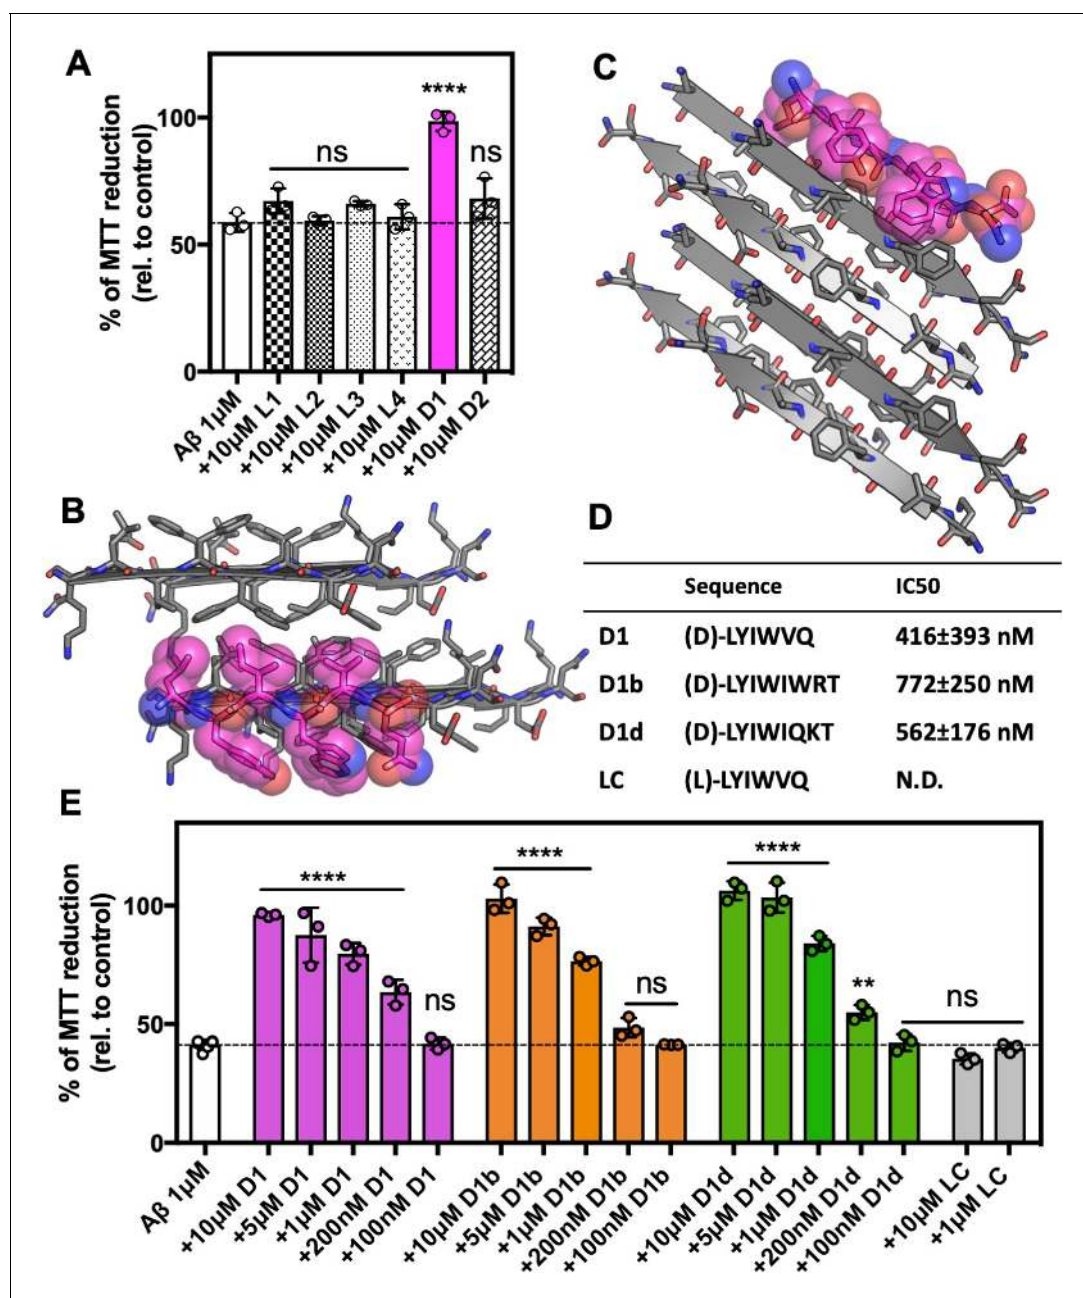 A
% of MTT reduction
(rel. to control)
100
50
0
ns
****
ns
Aβ 1µM
+10µM L1
+10µM L2
+10µM L3
+10µM L4
+10µM D1
+10µM D2
B
C
D
Sequence IC50
D1 (D)-LYIWVQ 416±393 nM
D1b (D)-LYIWIWRT 772±250 nM
D1d (D)-LYIWIQKT 562±176 nM
LC (L)-LYIWVQ N.D.
E
% of MTT reduction
(rel. to control)
100
50
0
****
ns
****
ns
****
**
ns
Aβ 1µM
+10µM D1
+5µM D1
+1µM D1
+200nM D1
+100nM D1
+10µM D1b
+5µM D1b
+1µM D1b
+200nM D1b
+100nM D1b
+10µM D1d
+5µM D1d
+1µM D1d
+200nM D1d
+100nM D1d
+10µM LC
+1µM LC